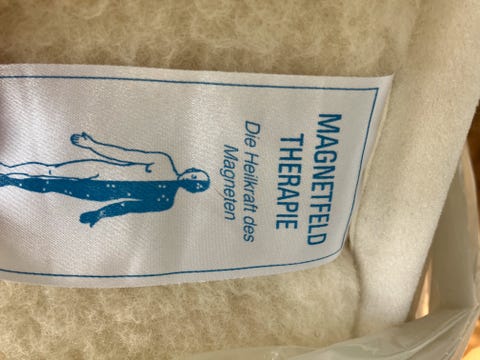 MAGNETFELD
THERAPIE
Die Heilkraft des
Magneten